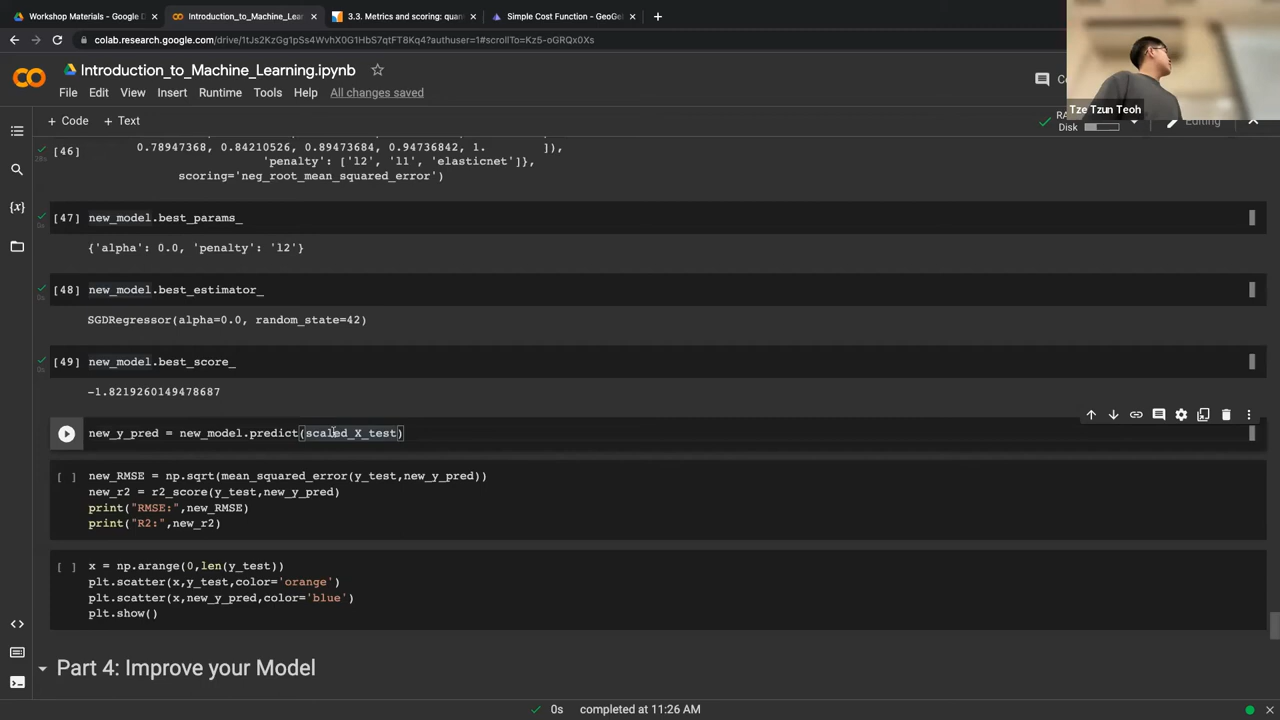 Workshop Materials - Google D
Introduction_to_Machine_Lear
3.3. Metrics and scoring: quan
Simple Cost Function – GeoGe
colab.research.google.com/drive/1tJs2KzGg1pSs4WvhX0G1HbS7qtFT8Kq4?authuser=1#scrollTo=Kz5-oGRQx0Xs
Introduction_to_Machine_Learning.ipynb
File Edit View Insert Runtime Tools Help All changes saved
Tze Tzun Teoh
+ Code + Text
Disk
Editing
[46] 0.78947368, 0.84210526, 0.89473684, 0.94736842, 1. ]),
'penalty': ['l2', 'l1', 'elasticnet']},
scoring='neg_root_mean_squared_error')
[47] new_model.best_params_
{'alpha': 0.0, 'penalty': 'l2'}
[48] new_model.best_estimator_
SGDRegressor(alpha=0.0, random_state=42)
[49] new_model.best_score_
-1.8219260149478687
new_y_pred = new_model.predict(scaled_X_test)
[ ] new_RMSE = np.sqrt(mean_squared_error(y_test,new_y_pred))
new_r2 = r2_score(y_test,new_y_pred)
print("RMSE:",new_RMSE)
print("R2:",new_r2)
[ ] x = np.arange(0,len(y_test))
plt.scatter(x,y_test,color='orange')
plt.scatter(x,new_y_pred,color='blue')
plt.show()
Part 4: Improve your Model
0s completed at 11:26 AM